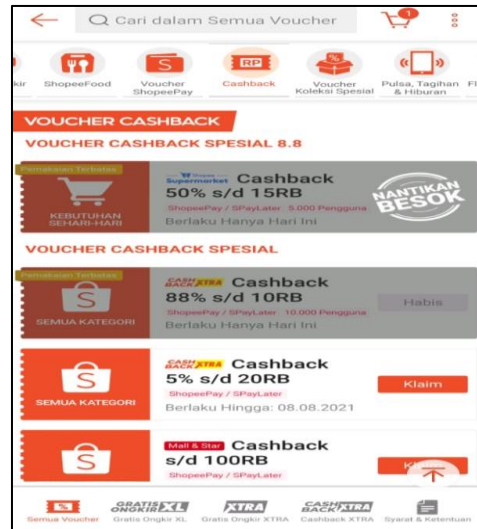 Cari dalam Semua Voucher
1
kir
ShopeeFood
Voucher
ShopeePay
RP
Cashback
Voucher
Koleksi Spesial
Pulsa, Tagihan
& Hiburan
VOUCHER CASHBACK
VOUCHER CASHBACK SPESIAL 8.8
Pemakaian Terbatas
KEBUTUHAN
SEHARI-HARI
Shopee
Supermarket Cashback
50% s/d 15RB
ShopeePay / SPayLater 5.000 Pengguna
Berlaku Hanya Hari Ini
NANTIKAN
BESOK
VOUCHER CASHBACK SPESIAL
Pemakaian Terbatas
S
SEMUA KATEGORI
CASHBACK XTRA Cashback
88% s/d 10RB
ShopeePay / SPayLater 10.000 Pengguna
Berlaku Hanya Hari Ini
Habis
S
SEMUA KATEGORI
CASHBACK XTRA Cashback
5% s/d 20RB
ShopeePay / SPayLater
Berlaku Hingga: 08.08.2021
Klaim
S
Mall & Star Cashback
s/d 100RB
ShopeePay / SPayLater
Semua Voucher
GRATIS ONGKIR XL
Gratis Ongkir XL
XTRA
Gratis Ongkir XTRA
CASHBACK XTRA
Cashback XTRA
Syarat & Ketentuan